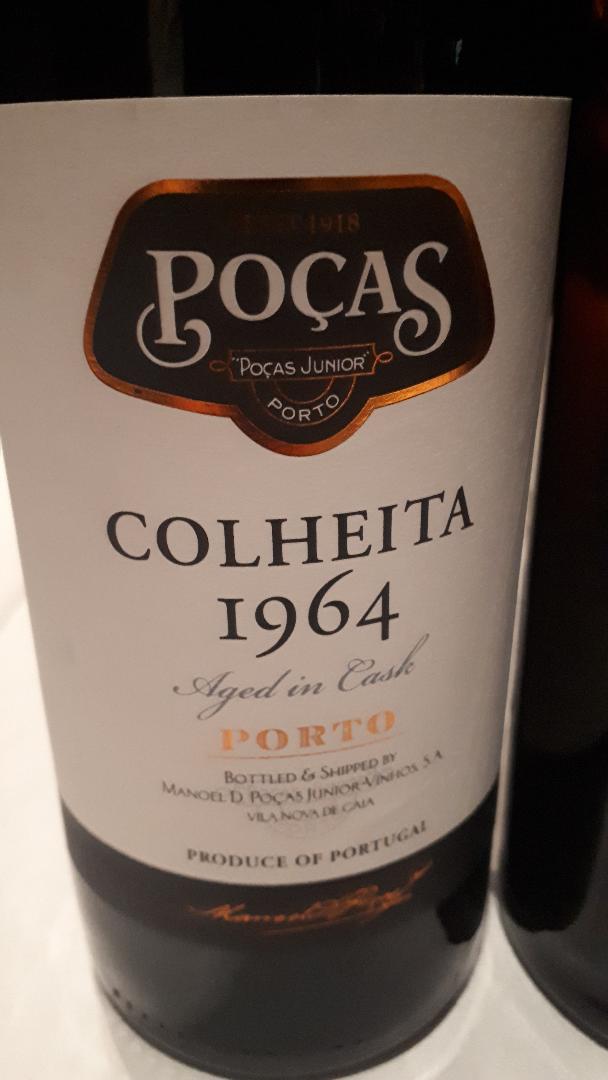 1918
POÇAS
"POÇAS JUNIOR"
PORTO
COLHEITA
1964
Aged in Cask
PORTO
BOTTLED & SHIPPED BY
MANOEL D. POÇAS JUNIOR-VINHOS, S.A.
VILA NOVA DE GAIA
PRODUCE OF PORTUGAL